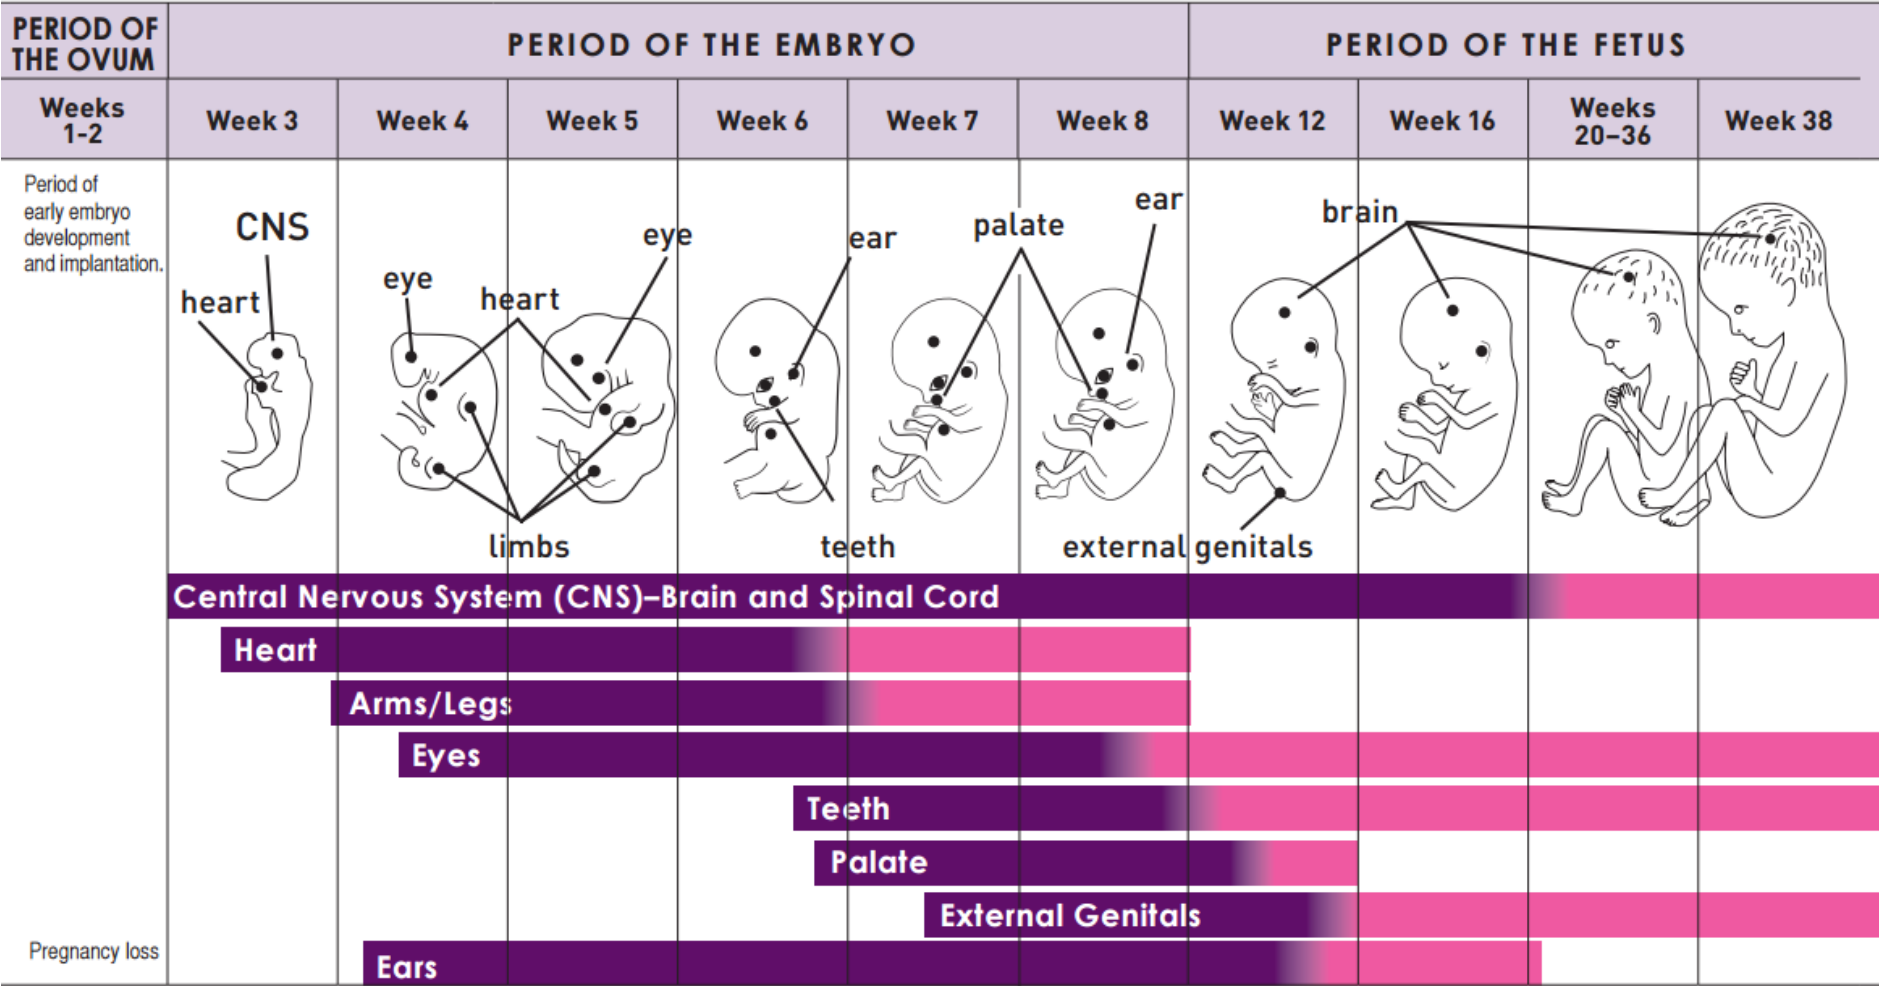 PERIOD OF
THE OVUM
PERIOD OF THE EMBRYO
PERIOD OF THE FETUS
Weeks
1-2
Week 3
Week 4
Week 5
Week 6
Week 7
Week 8
Week 12
Week 16
Weeks
20–36
Week 38
Period of
early embryo
development
and implantation.
CNS
heart
eye
heart
eye
ear
palate
ear
brain
limbs
teeth
external genitals
Central Nervous System (CNS)–Brain and Spinal Cord
Heart
Arms/Legs
Eyes
Teeth
Palate
External Genitals
Pregnancy loss
Ears